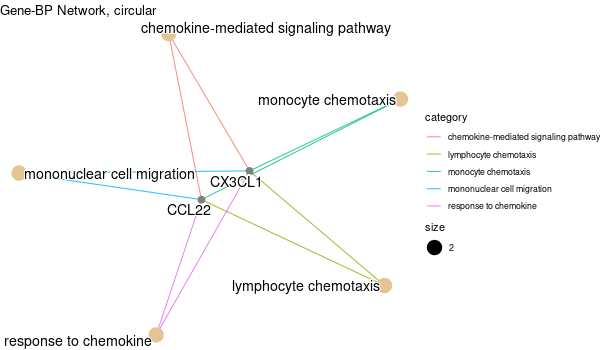 Gene-BP Network, circular
chemokine-mediated signaling pathway
monocyte chemotaxis
mononuclear cell migration
CX3CL1
CCL22
lymphocyte chemotaxis
response to chemokine
category
chemokine-mediated signaling pathway
lymphocyte chemotaxis
monocyte chemotaxis
mononuclear cell migration
response to chemokine
size
2